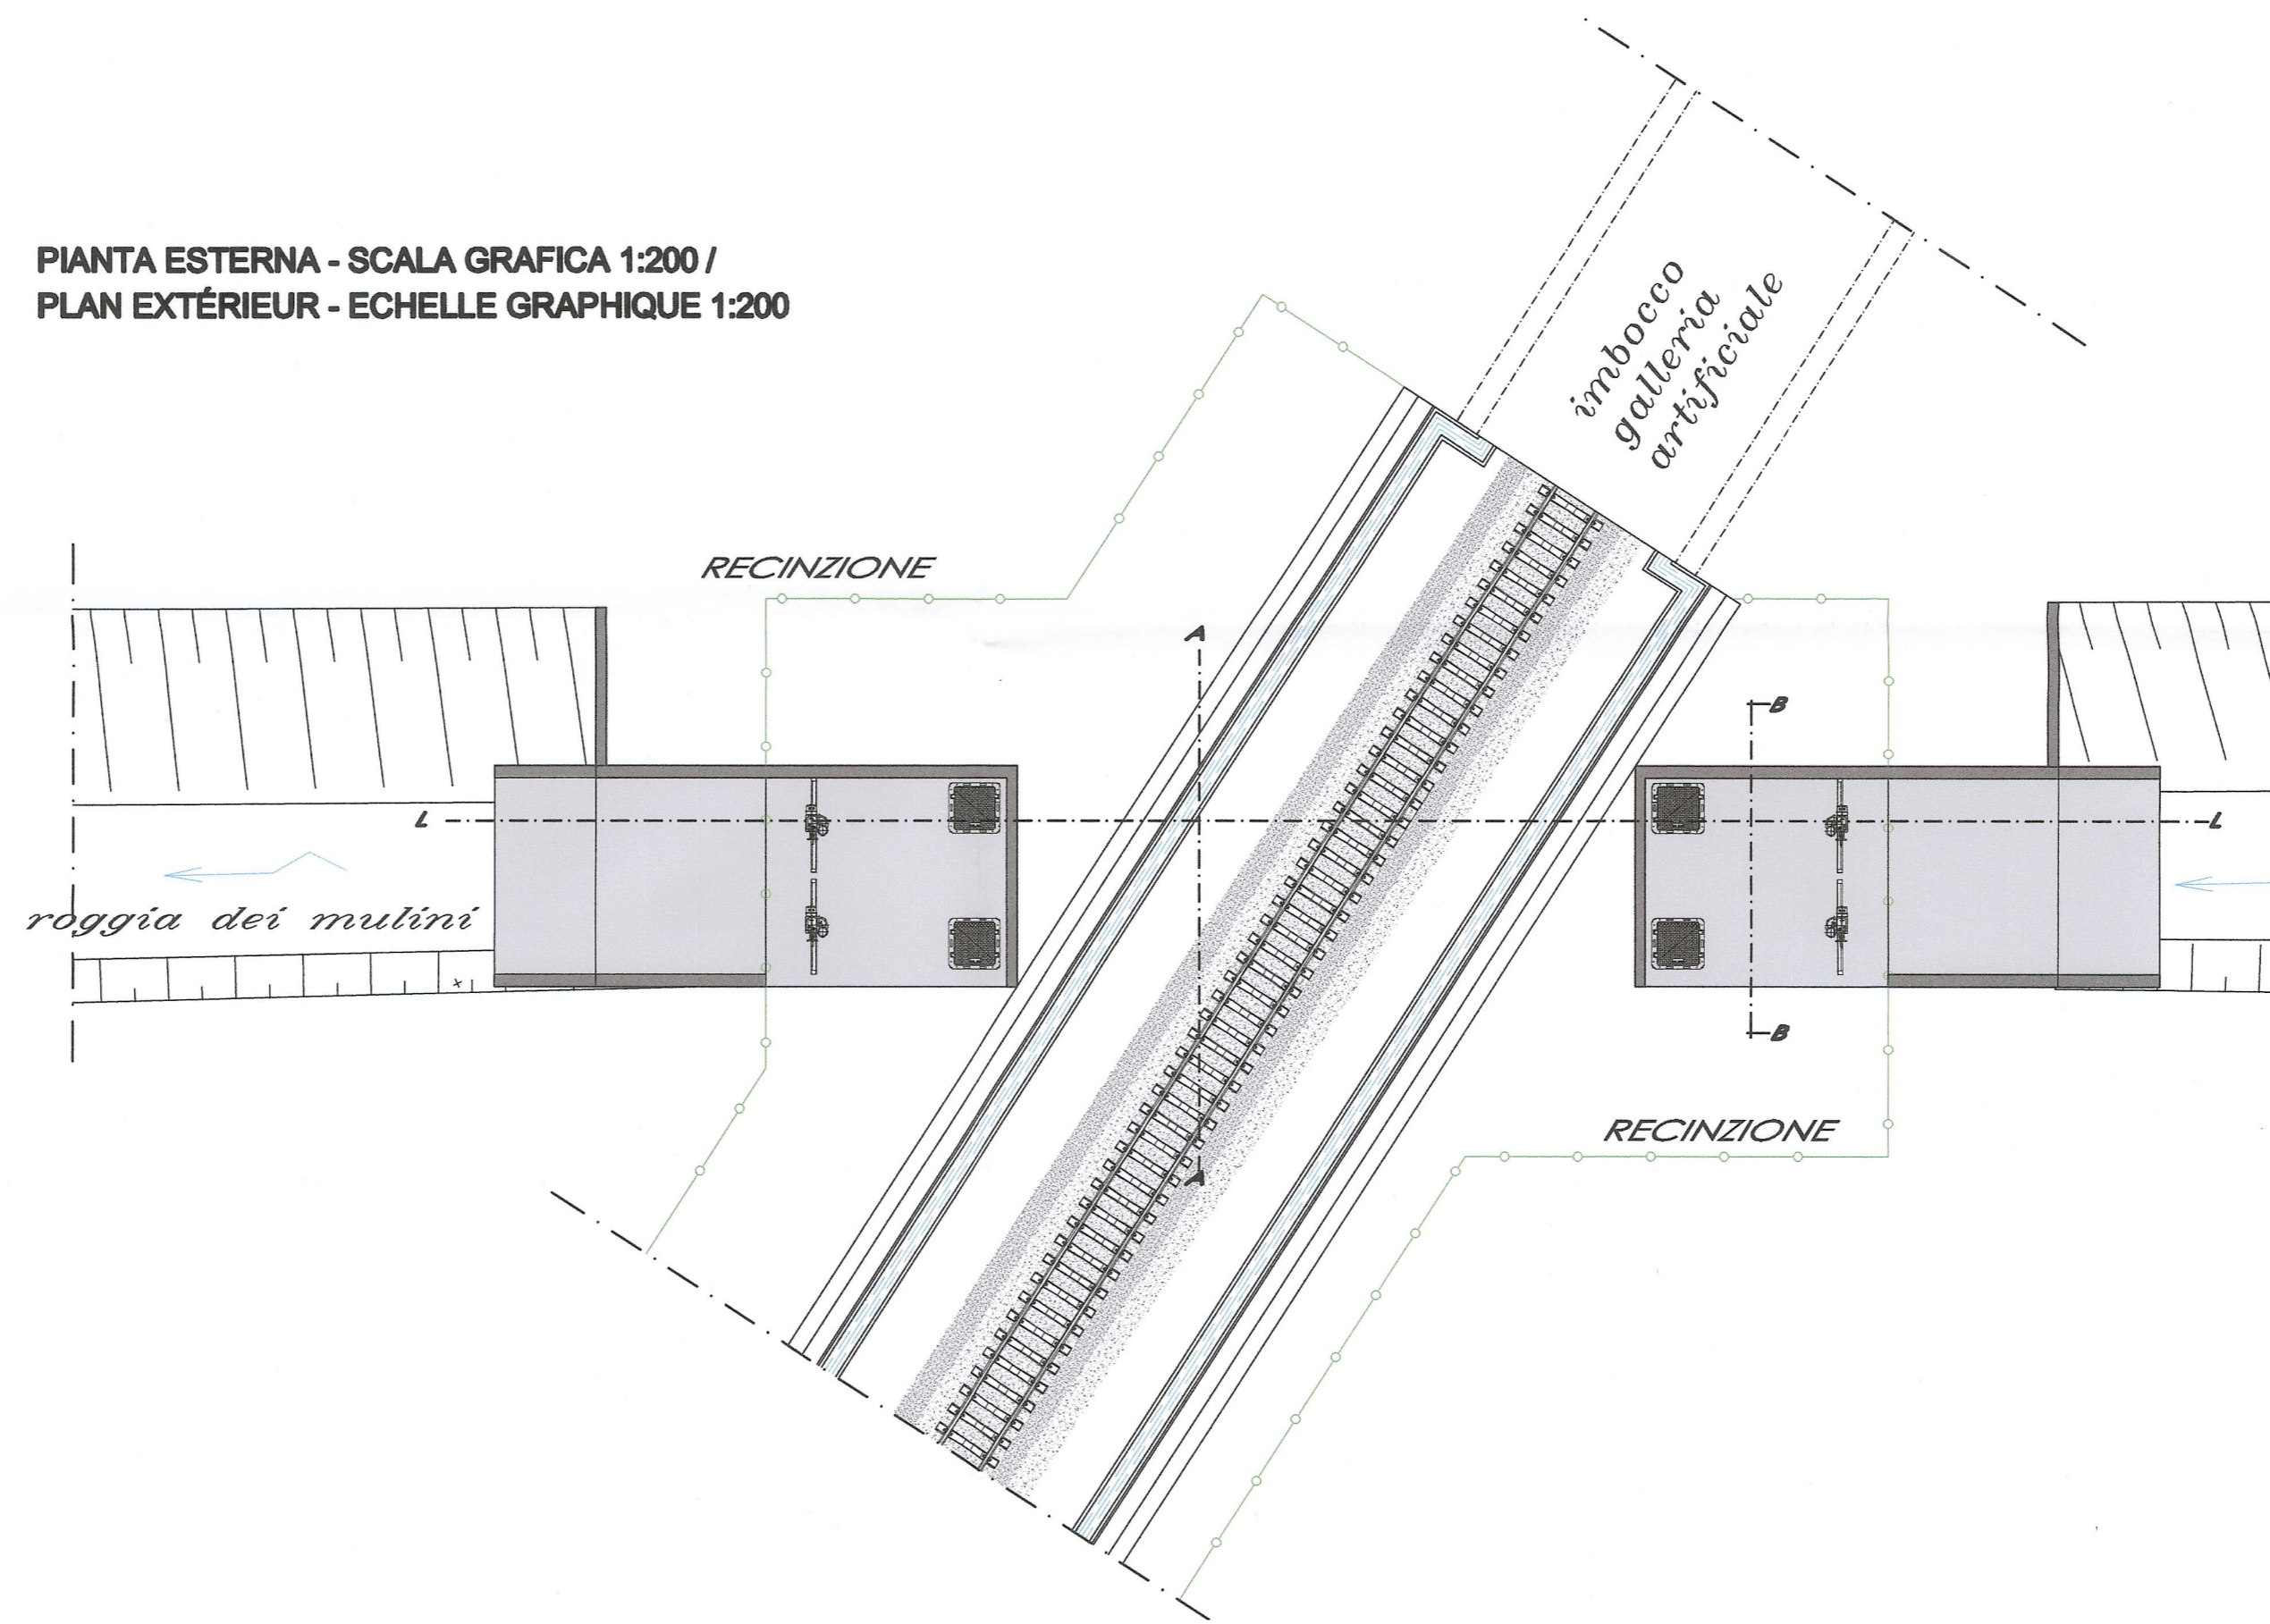 PIANTA ESTERNA - SCALA GRAFICA 1:200 /
PLAN EXTÉRIEUR - ECHELLE GRAPHIQUE 1:200
imbocco
galleria
artificiale
RECINZIONE
A
B
L
L
roggia dei mulini
B
RECINZIONE
A